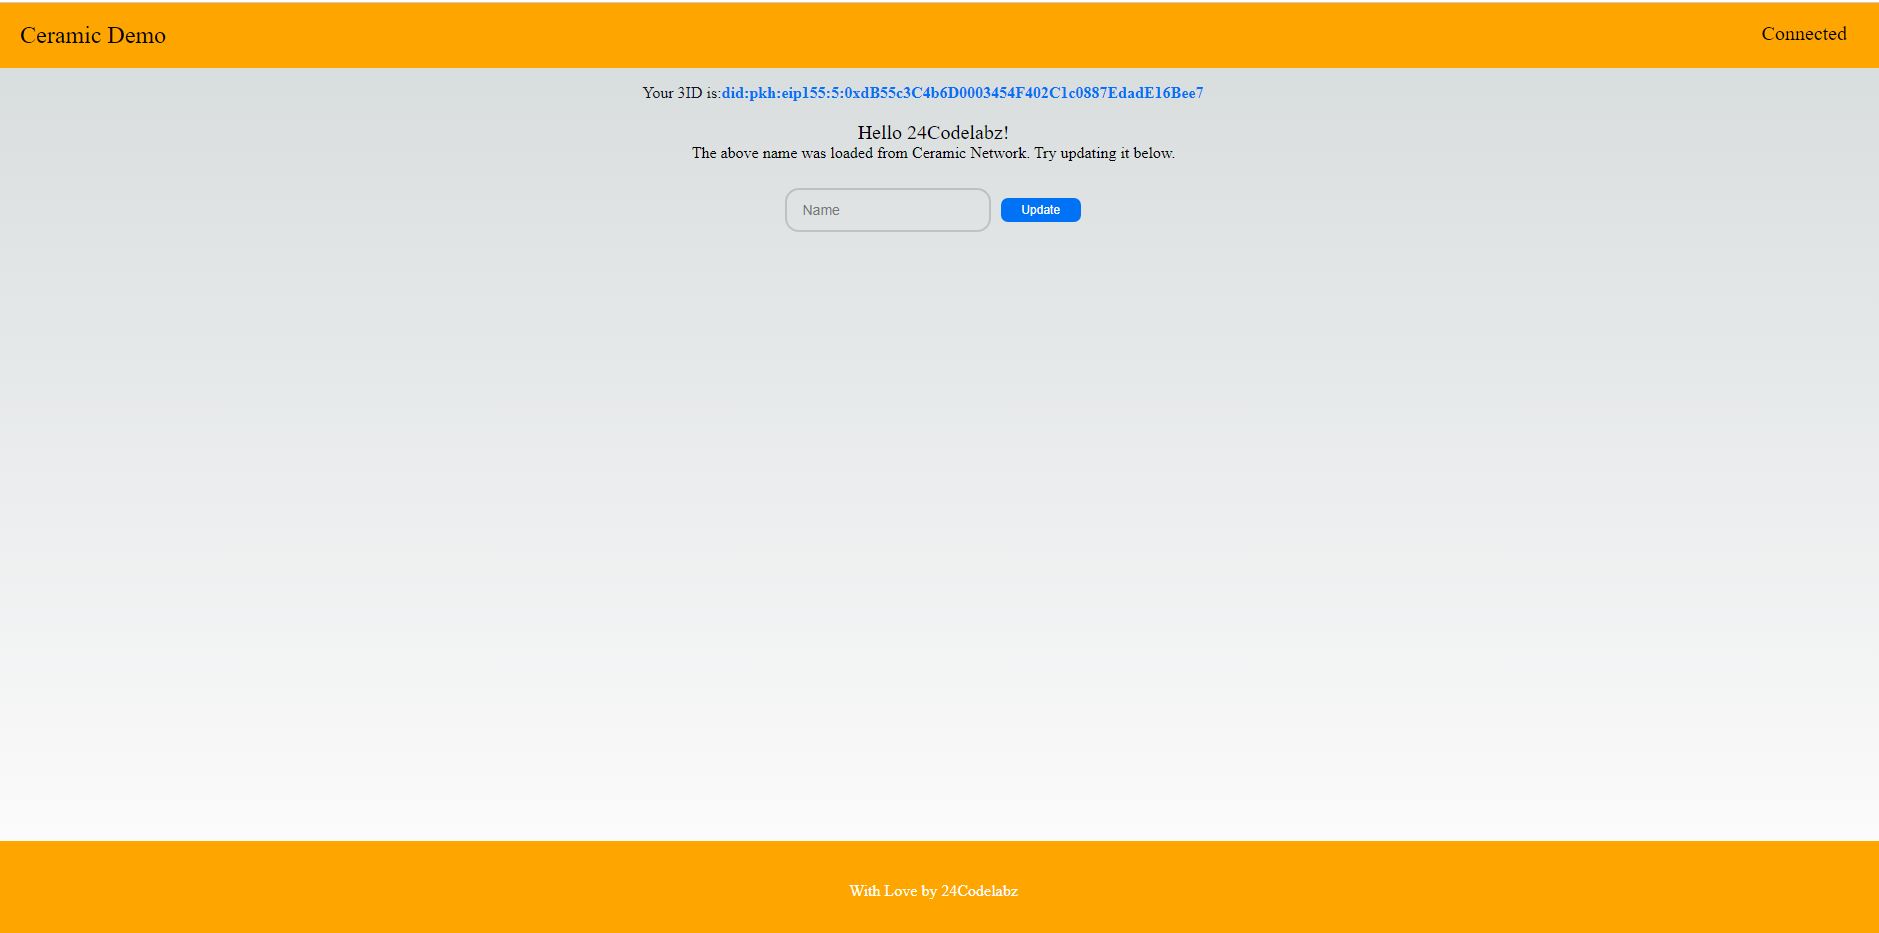 Ceramic Demo
Connected
Your 3ID is:did:pkh:eip155:5:0xdB55c3C4b6D0003454F402C1c0887EdadE16Bee7
Hello 24Codelabz!
The above name was loaded from Ceramic Network. Try updating it below.
Name
Update
With Love by 24Codelabz